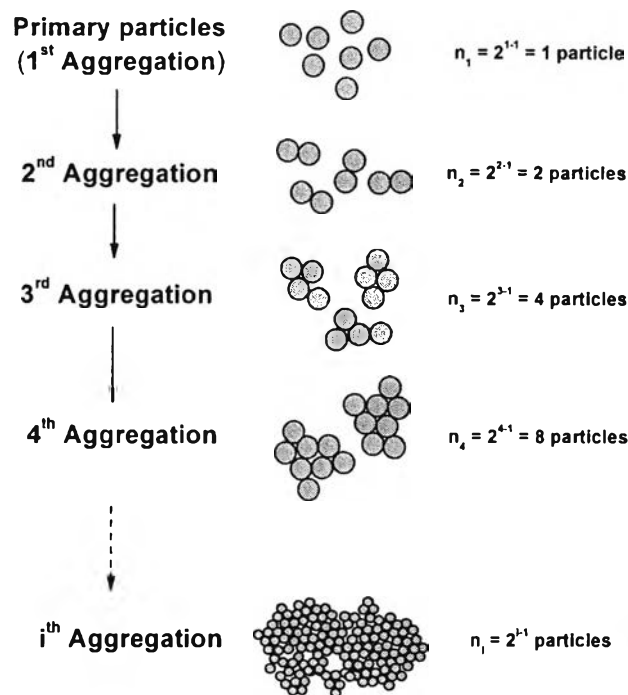 Primary particles
(1st Aggregation)
n1 = 2^1-1 = 1 particle
2nd Aggregation
n2 = 2^2-1 = 2 particles
3rd Aggregation
n3 = 2^3-1 = 4 particles
4th Aggregation
n4 = 2^4-1 = 8 particles
ith Aggregation
ni = 2^i-1 particles